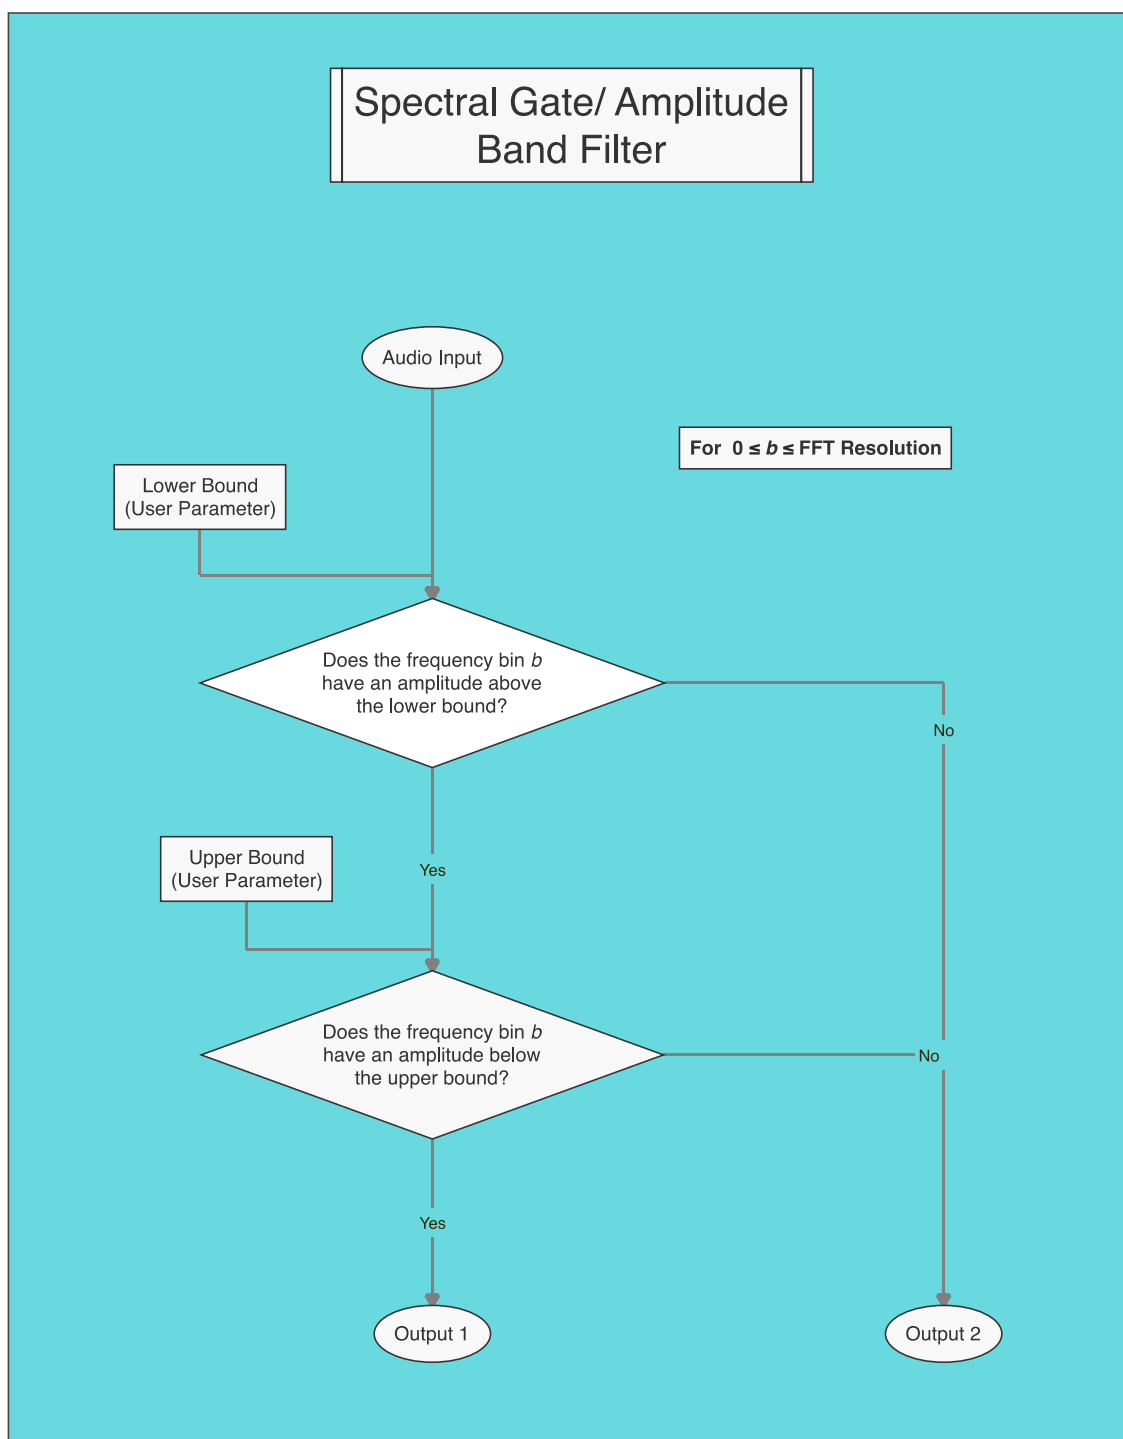 Spectral Gate/ Amplitude
Band Filter
Audio Input
For 0 ≤ b ≤ FFT Resolution
Lower Bound
(User Parameter)
Does the frequency bin b
have an amplitude above
the lower bound?
No
Yes
Upper Bound
(User Parameter)
Does the frequency bin b
have an amplitude below
the upper bound?
No
Yes
Output 1
Output 2